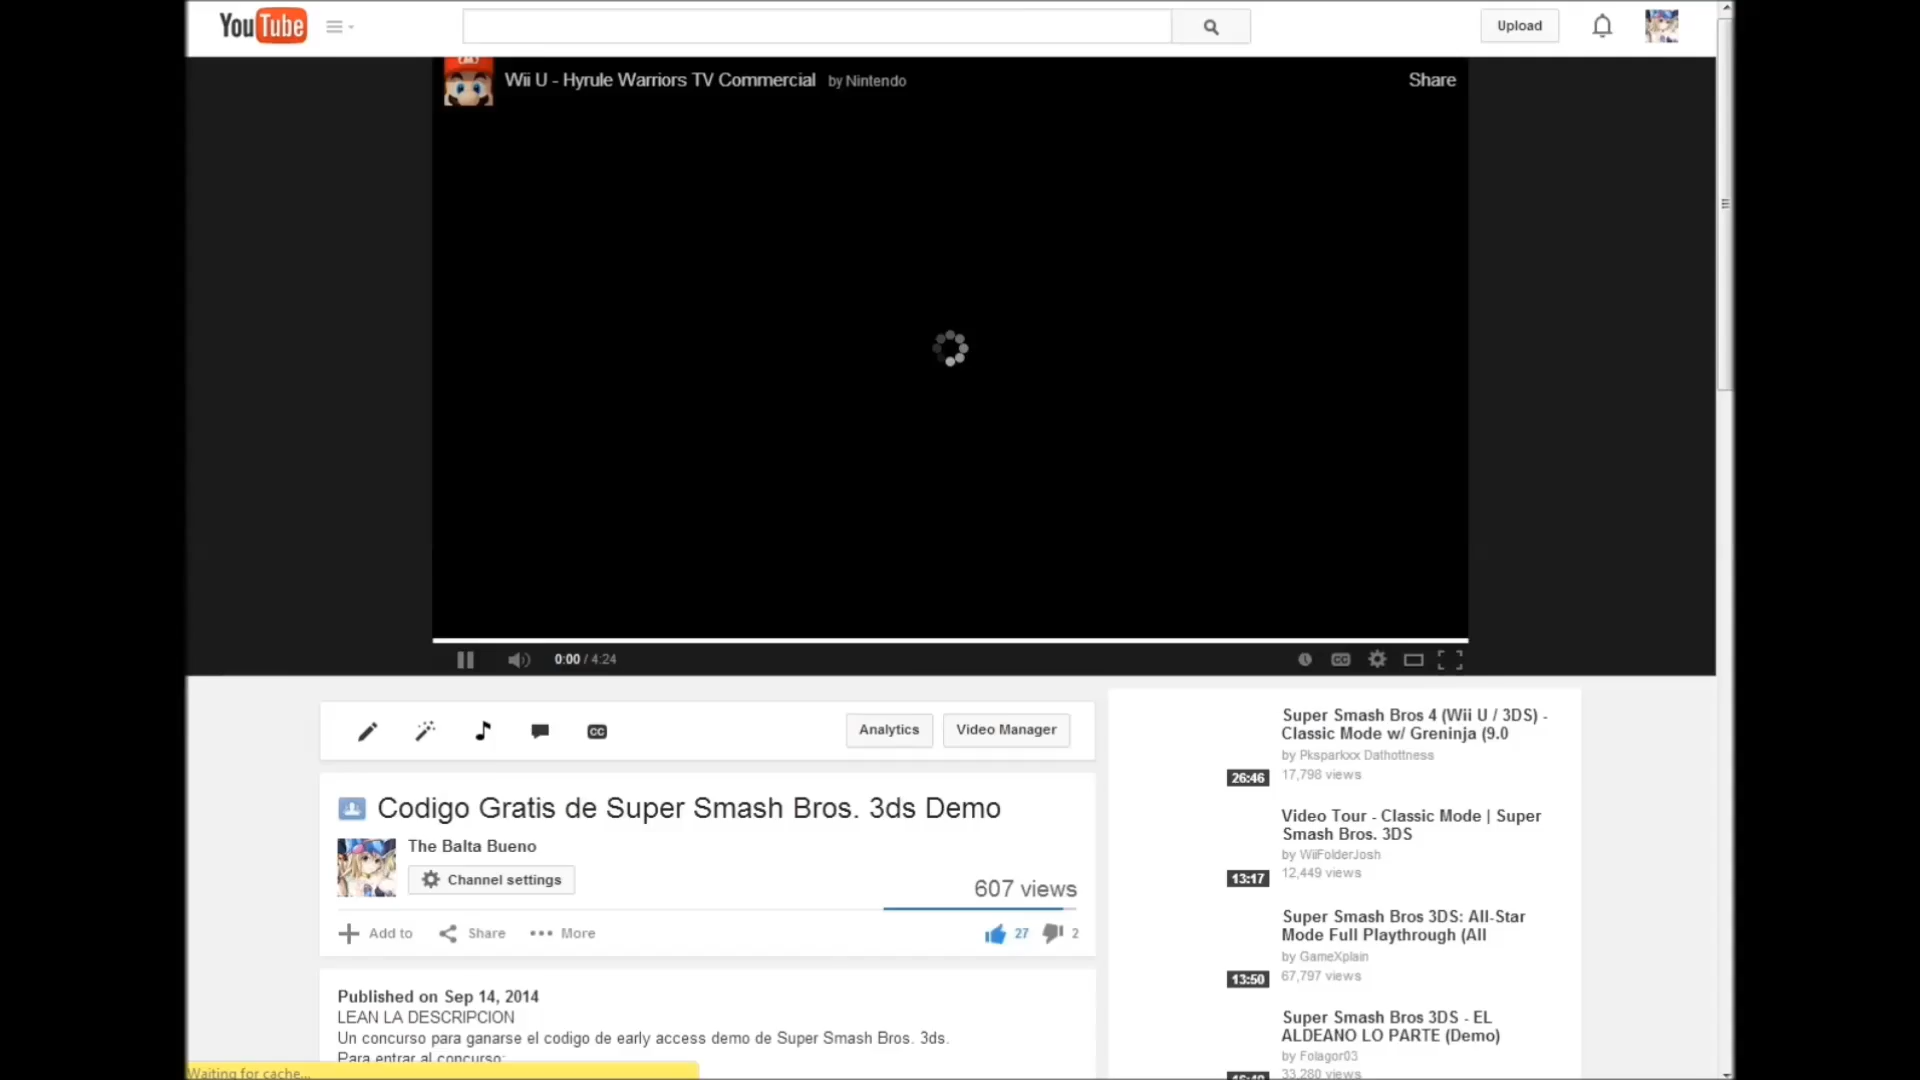 YouTube
Upload
Wii U - Hyrule Warriors TV Commercial by Nintendo
Share
0:00 / 4:24
CC
CC
Analytics
Video Manager
Codigo Gratis de Super Smash Bros. 3ds Demo
The Balta Bueno
Channel settings
607 views
Add to
Share
More
27
2
Published on Sep 14, 2014
LEAN LA DESCRIPCION
Un concurso para ganarse el codigo de early access demo de Super Smash Bros. 3ds.
Para entrar al concurso:
Waiting for cache...
Super Smash Bros 4 (Wii U / 3DS) -
Classic Mode w/ Greninja (9.0
by Pksparkxx Dathottness
26:46
17,798 views
Video Tour - Classic Mode | Super
Smash Bros. 3DS
by WiiFolderJosh
13:17
12,449 views
Super Smash Bros 3DS: All-Star
Mode Full Playthrough (All
by GameXplain
13:50
67,797 views
Super Smash Bros 3DS - EL
ALDEANO LO PARTE (Demo)
by Folagor03
33,280 views